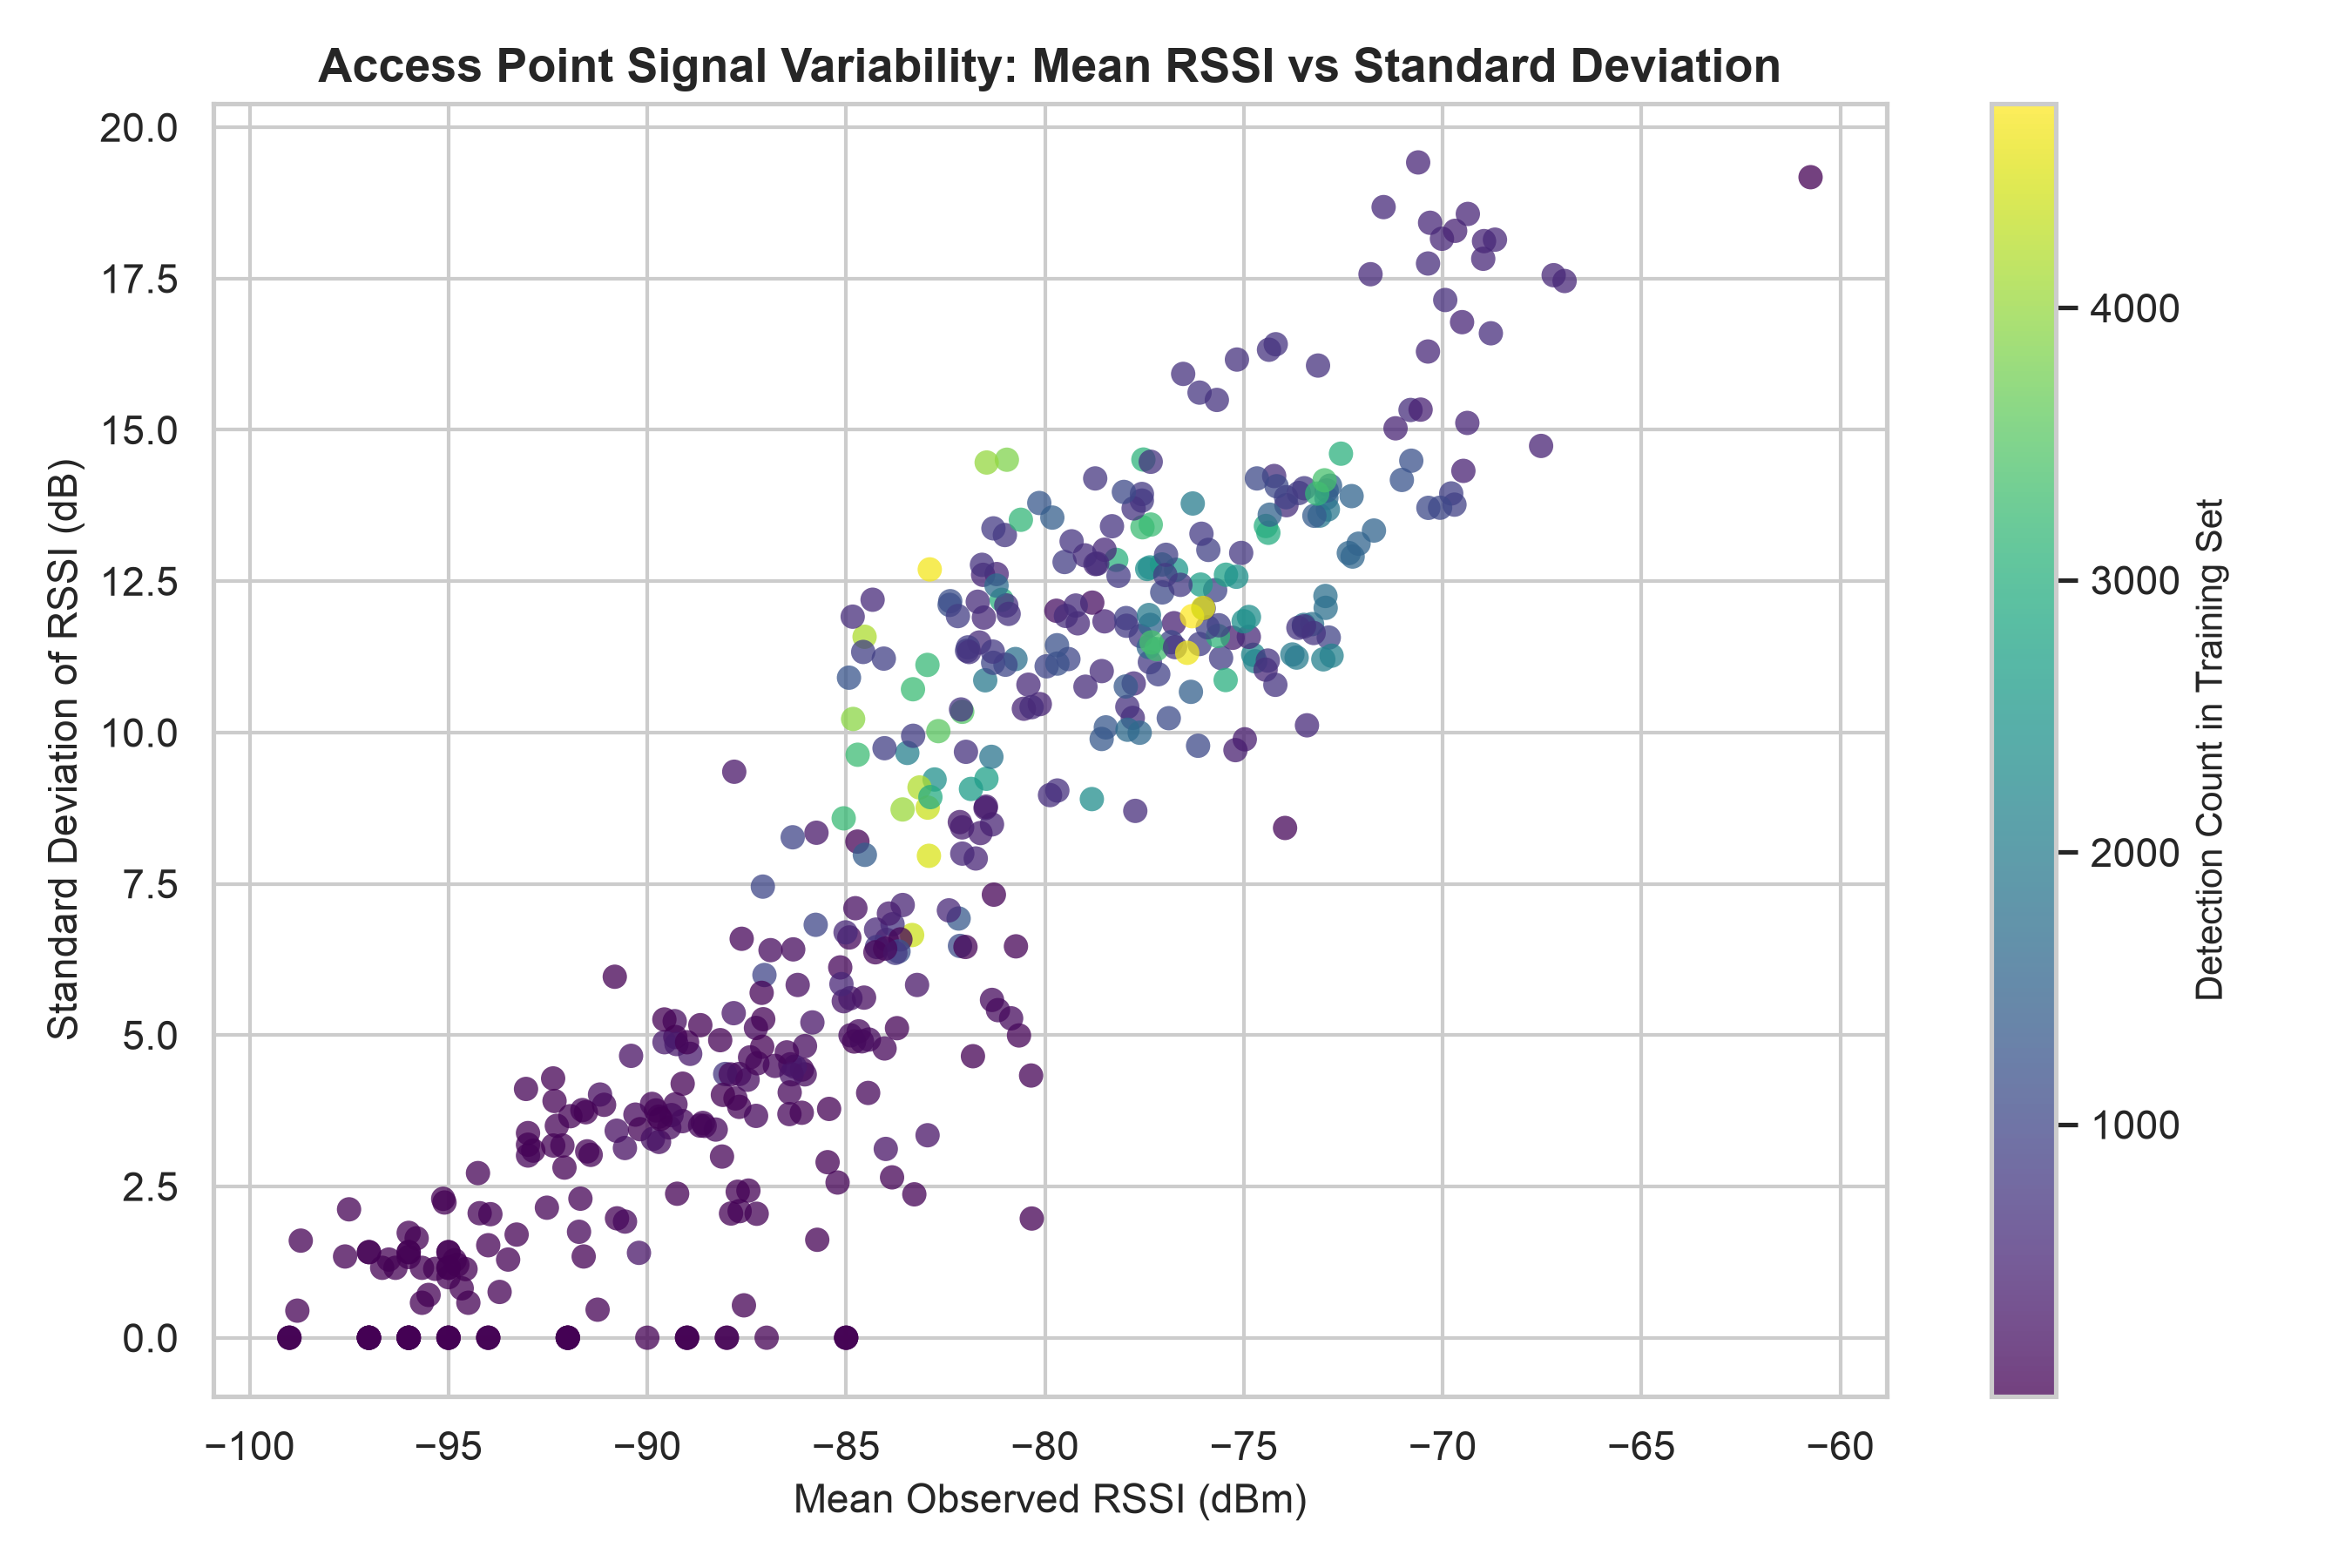 Access Point Signal Variability: Mean RSSI vs Standard Deviation
20.0
17.5
15.0
12.5
10.0
7.5
5.0
2.5
0.0
Standard Deviation of RSSI (dB)
−100 −95 −90 −85 −80 −75 −70 −65 −60
Mean Observed RSSI (dBm)
4000
3000
2000
1000
Detection Count in Training Set